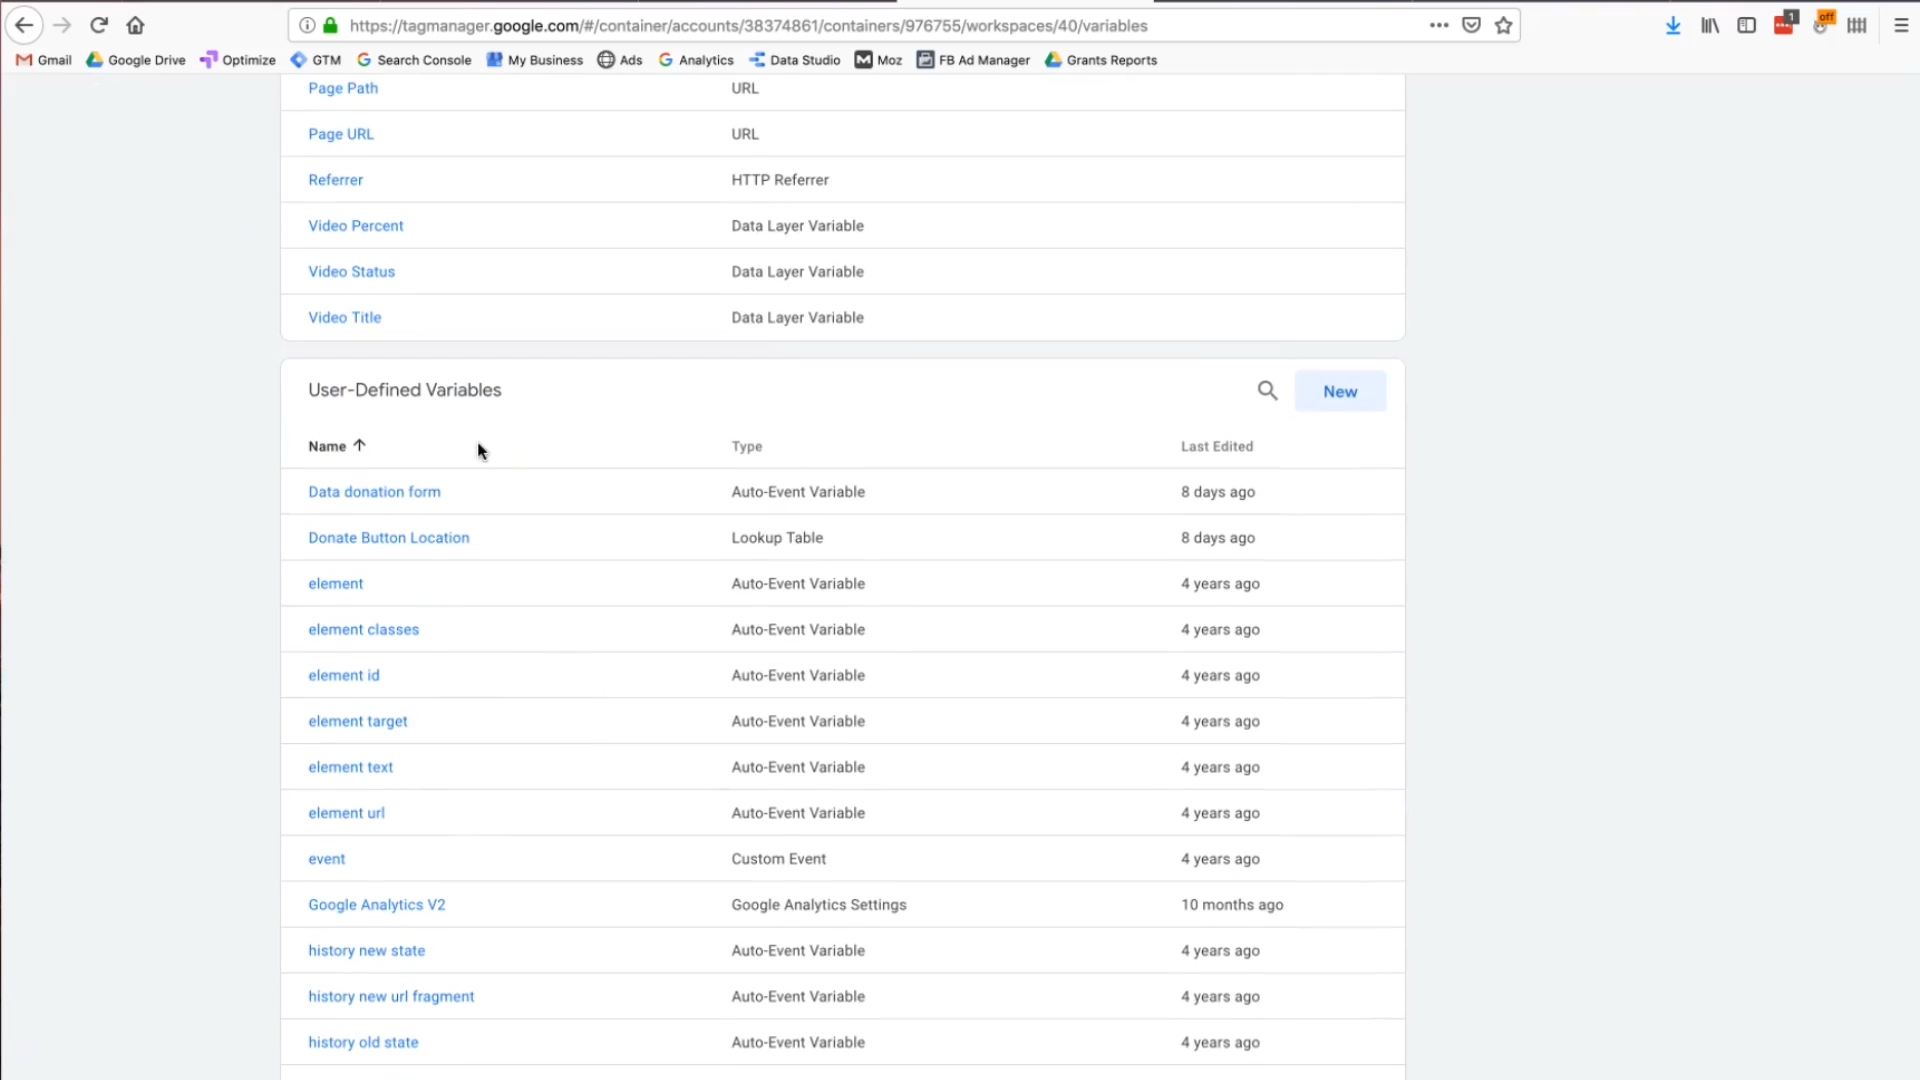 https://tagmanager.google.com/#/container/accounts/38374861/containers/976755/workspaces/40/variables
1
off
Gmail Google Drive Optimize GTM Search Console My Business Ads Analytics Data Studio Moz FB Ad Manager Grants Reports
Page Path URL
Page URL URL
Referrer HTTP Referrer
Video Percent Data Layer Variable
Video Status Data Layer Variable
Video Title Data Layer Variable
User-Defined Variables New
Name Type Last Edited
Data donation form Auto-Event Variable 8 days ago
Donate Button Location Lookup Table 8 days ago
element Auto-Event Variable 4 years ago
element classes Auto-Event Variable 4 years ago
element id Auto-Event Variable 4 years ago
element target Auto-Event Variable 4 years ago
element text Auto-Event Variable 4 years ago
element url Auto-Event Variable 4 years ago
event Custom Event 4 years ago
Google Analytics V2 Google Analytics Settings 10 months ago
history new state Auto-Event Variable 4 years ago
history new url fragment Auto-Event Variable 4 years ago
history old state Auto-Event Variable 4 years ago